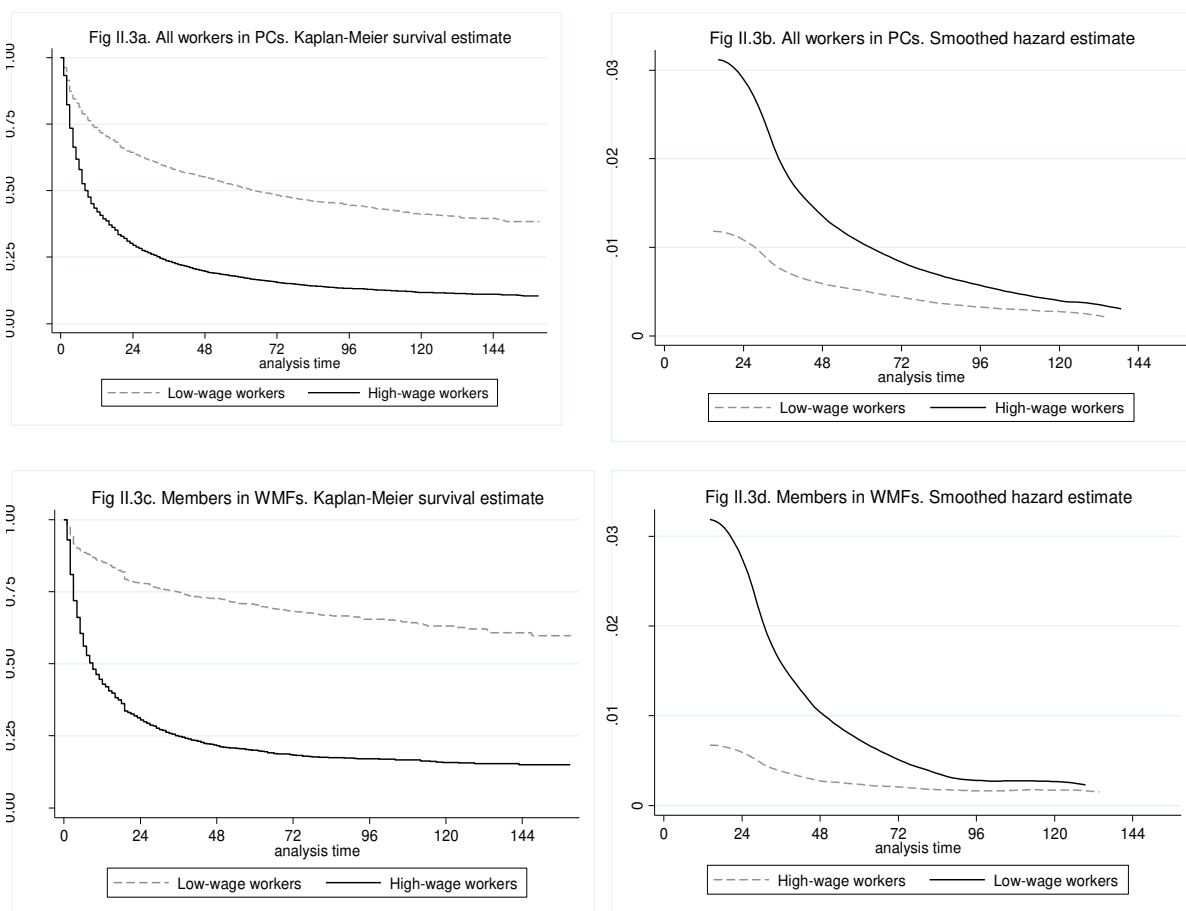 Fig II.3a. All workers in PCs. Kaplan-Meier survival estimate
1.00
0.75
0.50
0.25
0.00
0 24 48 72 96 120 144
analysis time
Low-wage workers High-wage workers
Fig II.3b. All workers in PCs. Smoothed hazard estimate
.03
.02
.01
0
0 24 48 72 96 120 144
analysis time
Low-wage workers High-wage workers
Fig II.3c. Members in WMFs. Kaplan-Meier survival estimate
1.00
0.75
0.50
0.25
0.00
0 24 48 72 96 120 144
analysis time
Low-wage workers High-wage workers
Fig II.3d. Members in WMFs. Smoothed hazard estimate
.03
.02
.01
0
0 24 48 72 96 120 144
analysis time
High-wage workers Low-wage workers